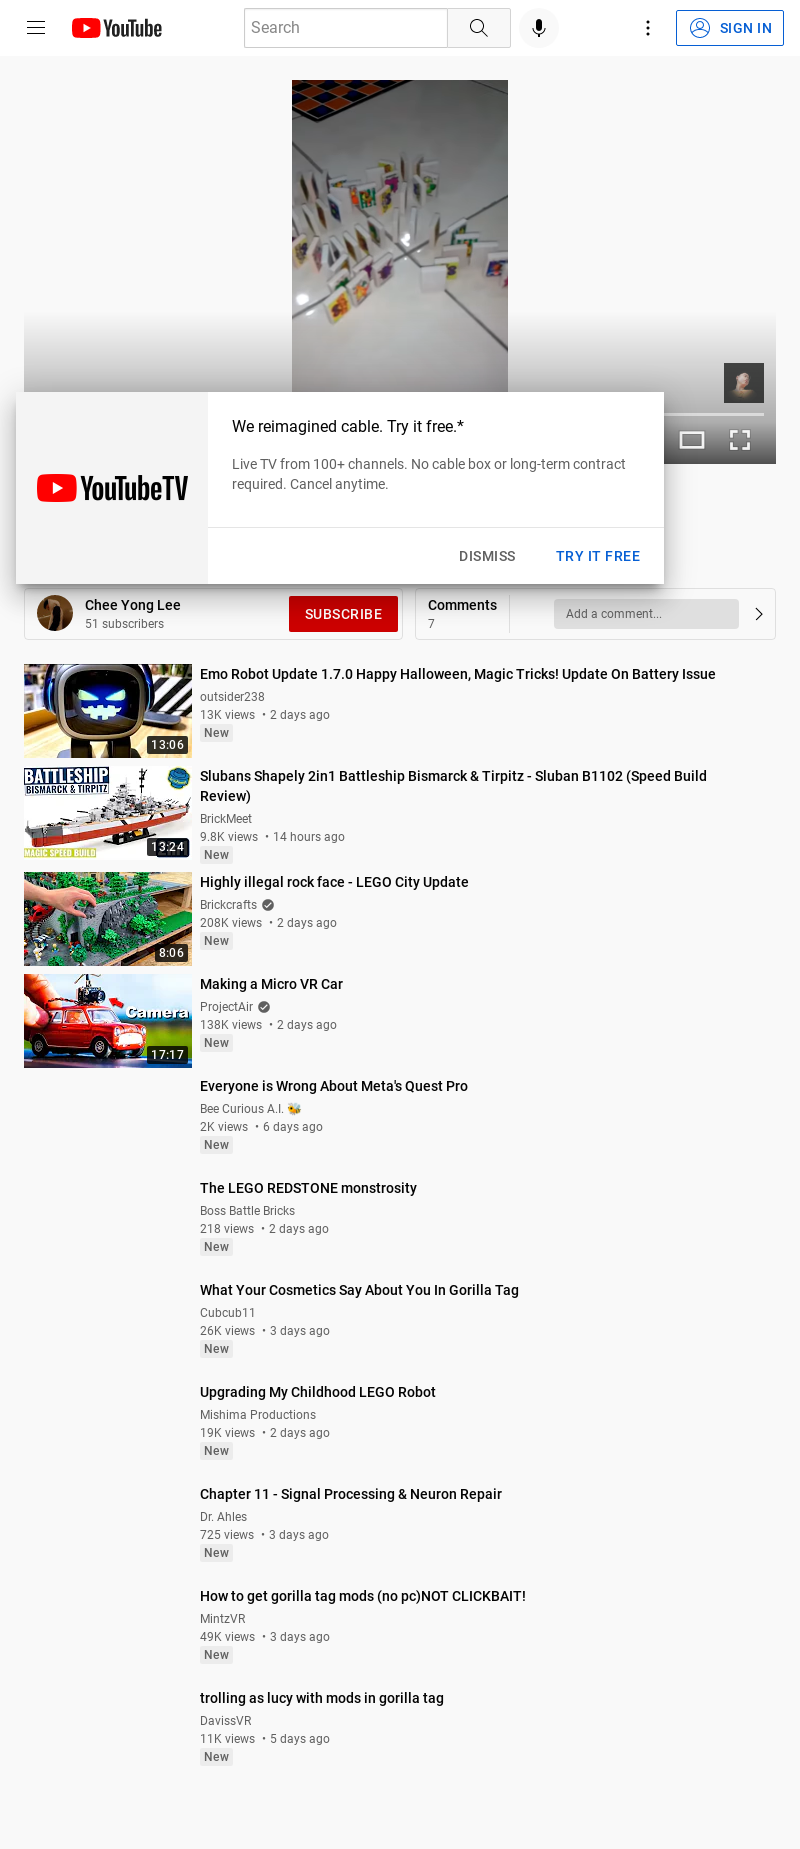 YouTube
Search
SIGN IN
We reimagined cable. Try it free.*
Live TV from 100+ channels. No cable box or long-term contract
required. Cancel anytime.
YouTubeTV
DISMISS
TRY IT FREE
Chee Yong Lee
51 subscribers
SUBSCRIBE
Comments
7
Add a comment...
13:06
Emo Robot Update 1.7.0 Happy Halloween, Magic Tricks! Update On Battery Issue
outsider238
13K views • 2 days ago
New
BATTLESHIP
BISMARCK & TIRPITZ
MAGIC SPEED BUILD
13:24
Slubans Shapely 2in1 Battleship Bismarck & Tirpitz - Sluban B1102 (Speed Build
Review)
BrickMeet
9.8K views • 14 hours ago
New
8:06
Highly illegal rock face - LEGO City Update
Brickcrafts
208K views • 2 days ago
New
Camera
17:17
Making a Micro VR Car
ProjectAir
138K views • 2 days ago
New
Everyone is Wrong About Meta's Quest Pro
Bee Curious A.I. 🐝
2K views • 6 days ago
New
The LEGO REDSTONE monstrosity
Boss Battle Bricks
218 views • 2 days ago
New
What Your Cosmetics Say About You In Gorilla Tag
Cubcub11
26K views • 3 days ago
New
Upgrading My Childhood LEGO Robot
Mishima Productions
19K views • 2 days ago
New
Chapter 11 - Signal Processing & Neuron Repair
Dr. Ahles
725 views • 3 days ago
New
How to get gorilla tag mods (no pc)NOT CLICKBAIT!
MintzVR
49K views • 3 days ago
New
trolling as lucy with mods in gorilla tag
DavissVR
11K views • 5 days ago
New